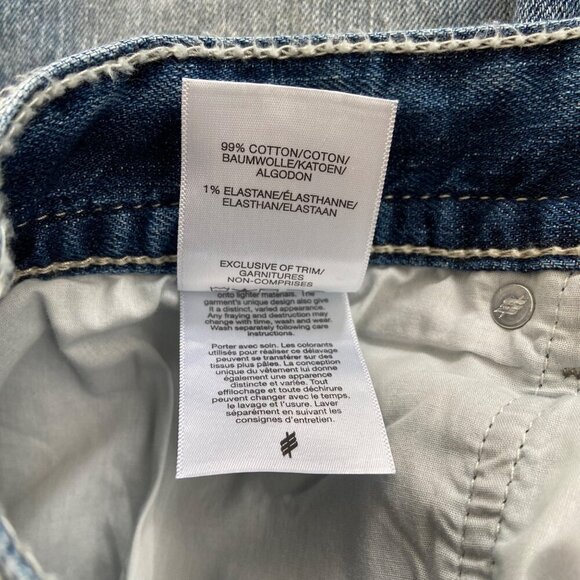 99% COTTON/COTON/
BAUMWOLLE/KATOEN/
ALGODON
1% ELASTANE/ÉLASTHANNE/
ELASTHAN/ELASTAAN
EXCLUSIVE OF TRIM/
GARNITURES
NON-COMPRISES
onto lighter materials. The
garment's unique design also give
it a distinct, varied appearance.
Any fraying and destruction may
change with time, wash and wear.
Wash separately following care
instructions.
Porter avec soin. Les colorants
utilisés pour réaliser ce délavage
peuvent se transférer sur des
tissus plus pâles. La conception
unique du vêtement lui donne
également une apparence
distincte et variée. Tout
effilochage et toute déchirure
peuvent changer avec le temps,
le lavage et l'usure. Laver
séparément en suivant les
consignes d'entretien.